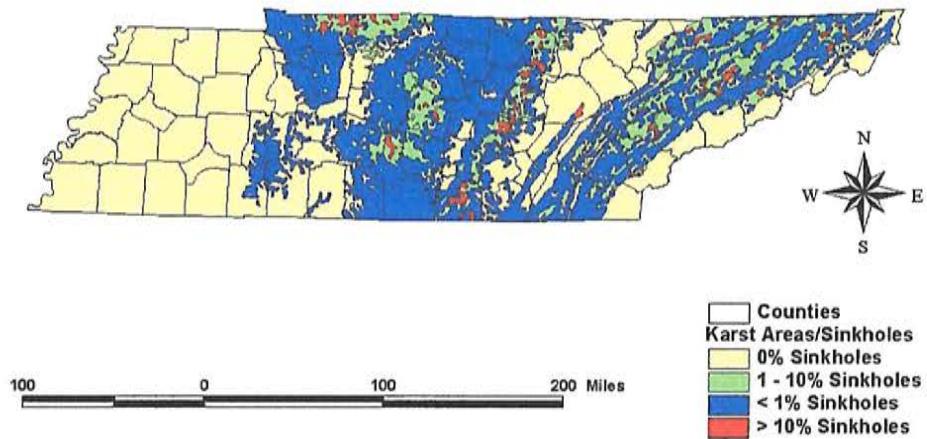 N
W E
S
Counties
Karst Areas/Sinkholes
0% Sinkholes
1 - 10% Sinkholes
< 1% Sinkholes
> 10% Sinkholes
100 0 100 200 Miles